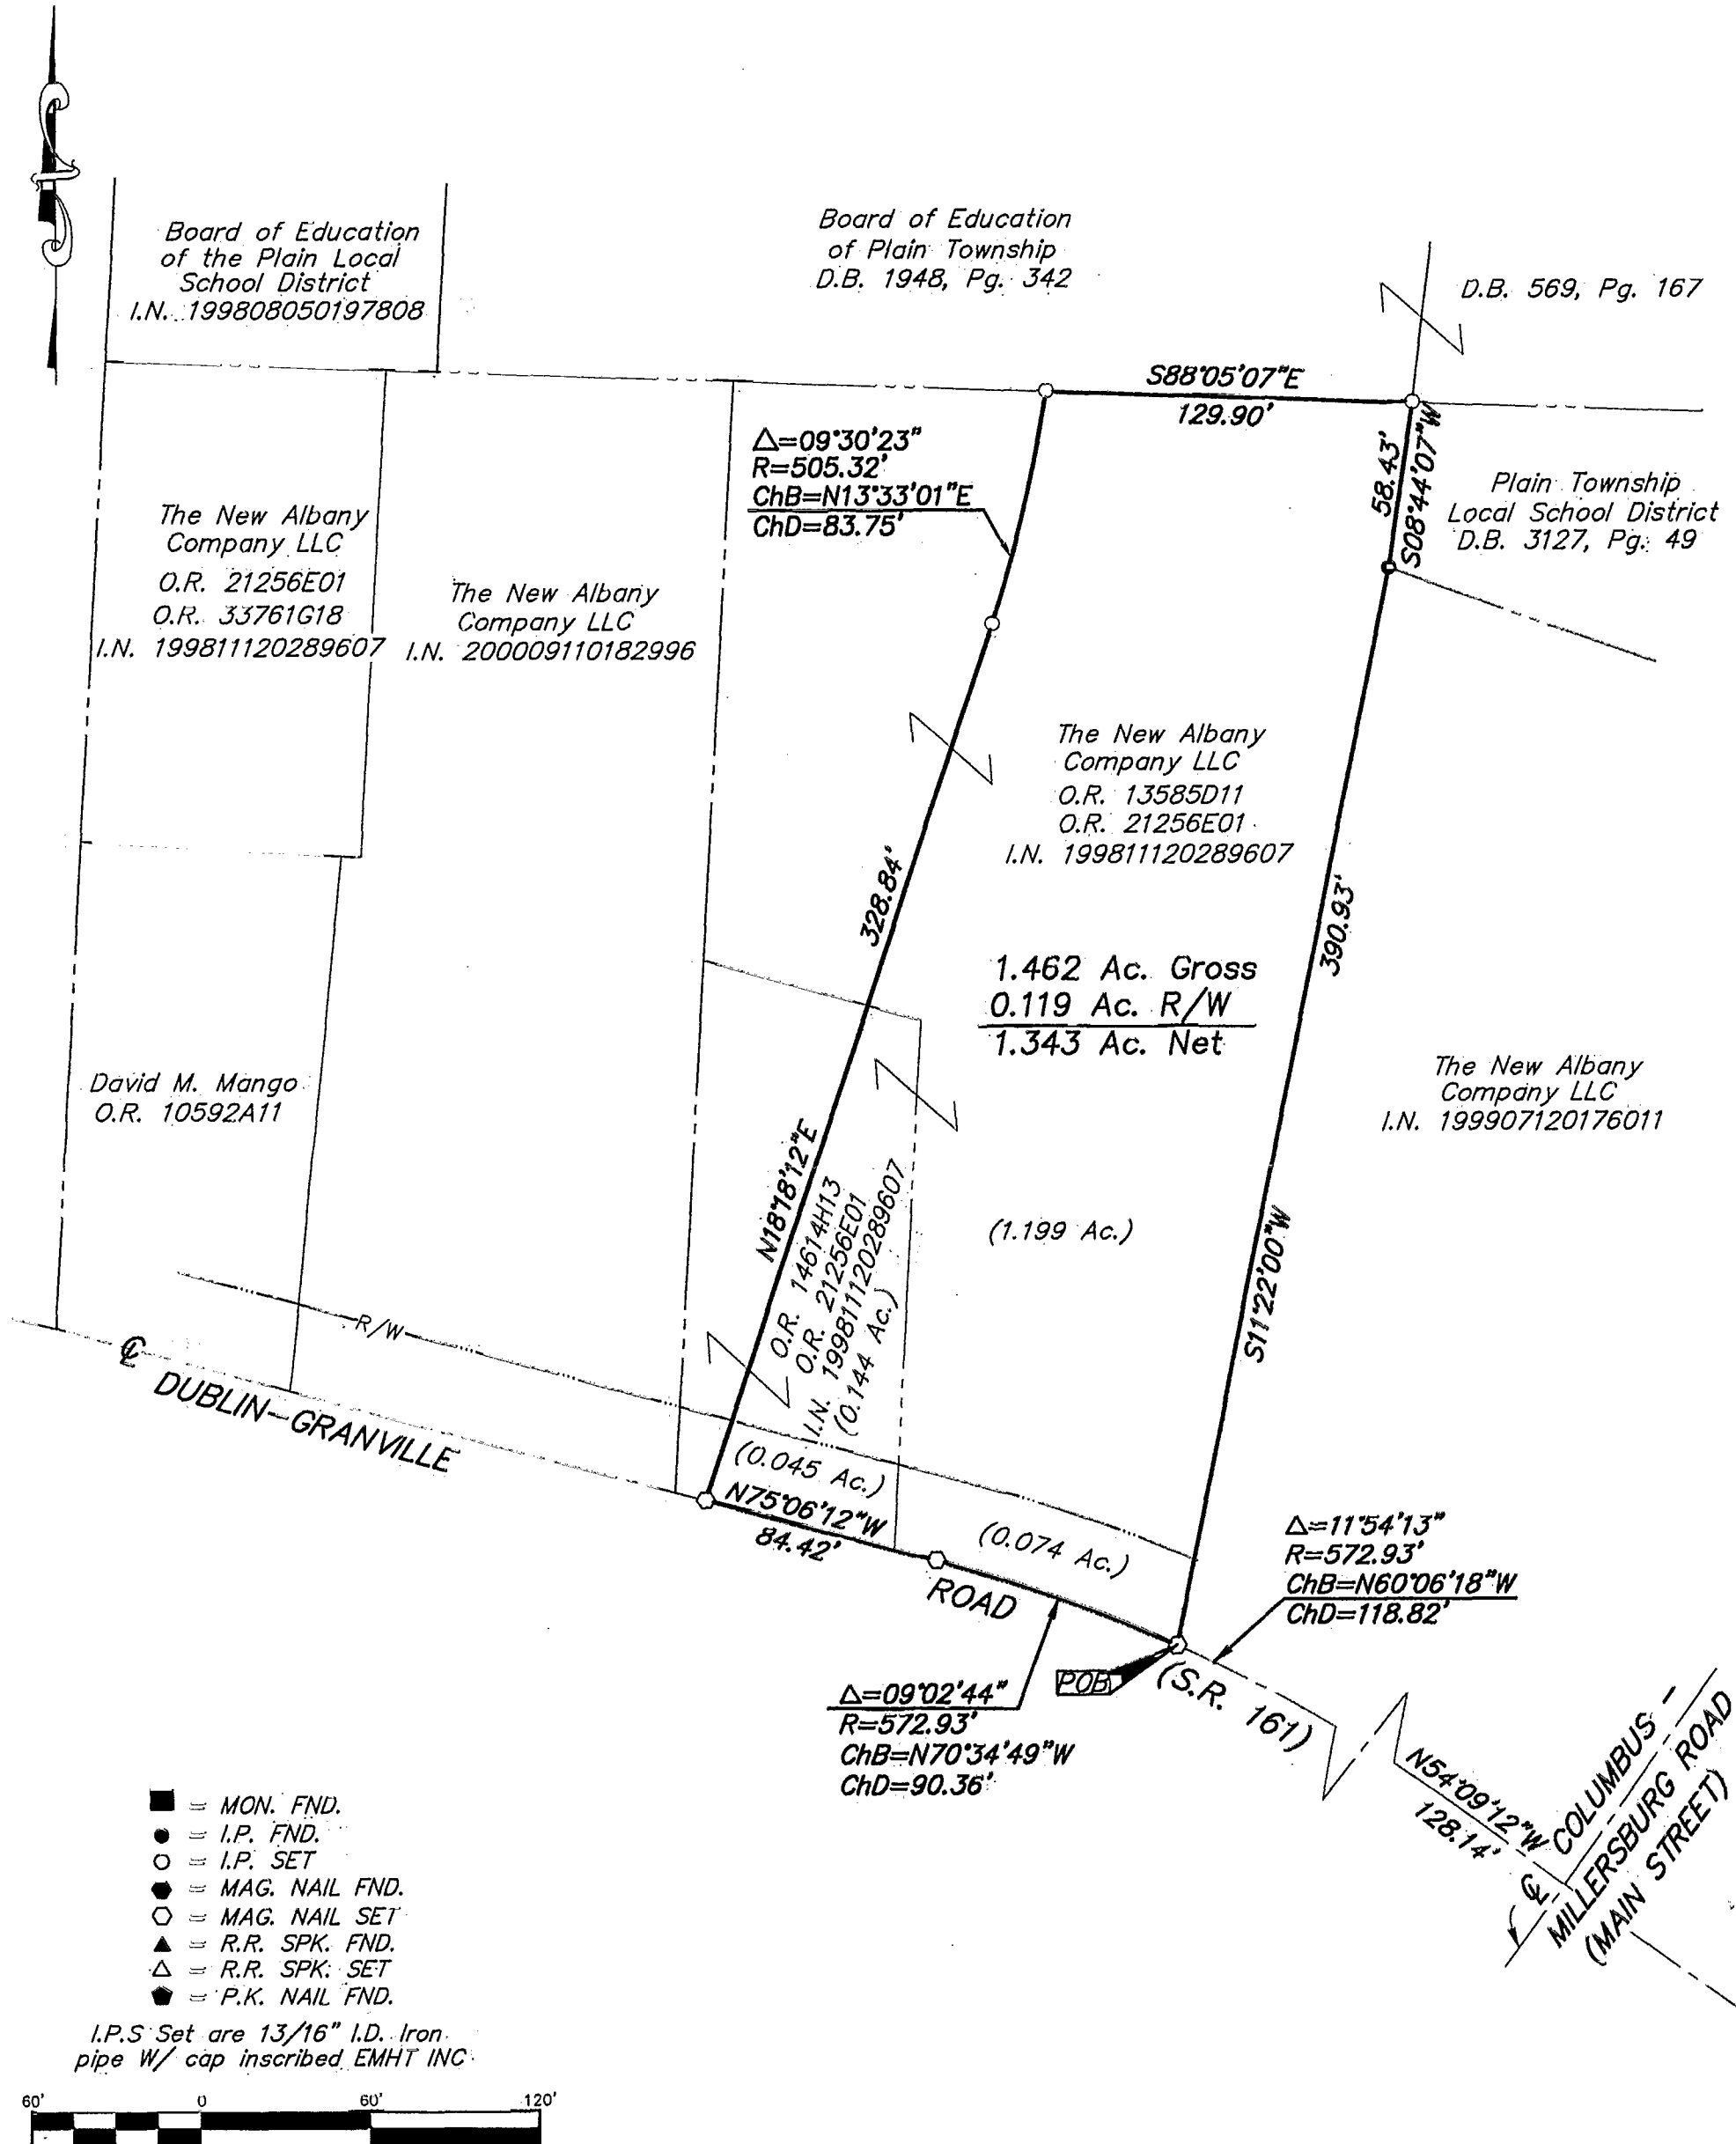 Board of Education
of the Plain Local
School District
I.N. 199808050197808
Board of Education
of Plain Township
D.B. 1948, Pg. 342
D.B. 569, Pg. 167
S88°05'07"E
129.90'
58.43'
S08°44'07"W
Plain Township
Local School District
D.B. 3127, Pg. 49
Δ=09°30'23"
R=505.32'
ChB=N13°33'01"E
ChD=83.75'
The New Albany
Company LLC
O.R. 21256E01
O.R. 33761G18
I.N. 199811120289607
The New Albany
Company LLC
I.N. 200009110182996
The New Albany
Company LLC
O.R. 13585D11
O.R. 21256E01
I.N. 199811120289607
328.84'
N18°18'12"E
390.93'
S11°22'00"W
1.462 Ac. Gross
0.119 Ac. R/W
1.343 Ac. Net
David M. Mango
O.R. 10592A11
The New Albany
Company LLC
I.N. 199907120176011
O.R. 14614H13
O.R. 21256E01
I.N. 199811120289607
(0.144 Ac.)
(1.199 Ac.)
R/W
℄
DUBLIN-GRANVILLE
(0.045 Ac.)
N75°06'12"W
84.42'
(0.074 Ac.)
ROAD
Δ=11°54'13"
R=572.93'
ChB=N60°06'18"W
ChD=118.82'
POB
(S.R. 161)
Δ=09°02'44"
R=572.93'
ChB=N70°34'49"W
ChD=90.36'
N54°09'12"W
128.14'
℄
COLUMBUS -
MILLERSBURG ROAD
(MAIN STREET)
■ = MON. FND.
● = I.P. FND.
○ = I.P. SET
⬢ = MAG. NAIL FND.
⬡ = MAG. NAIL SET
▲ = R.R. SPK. FND.
△ = R.R. SPK. SET
⬟ = P.K. NAIL FND.
I.P.S Set are 13/16" I.D. Iron
pipe W/ cap inscribed EMHT INC
60' 0 60' 120'